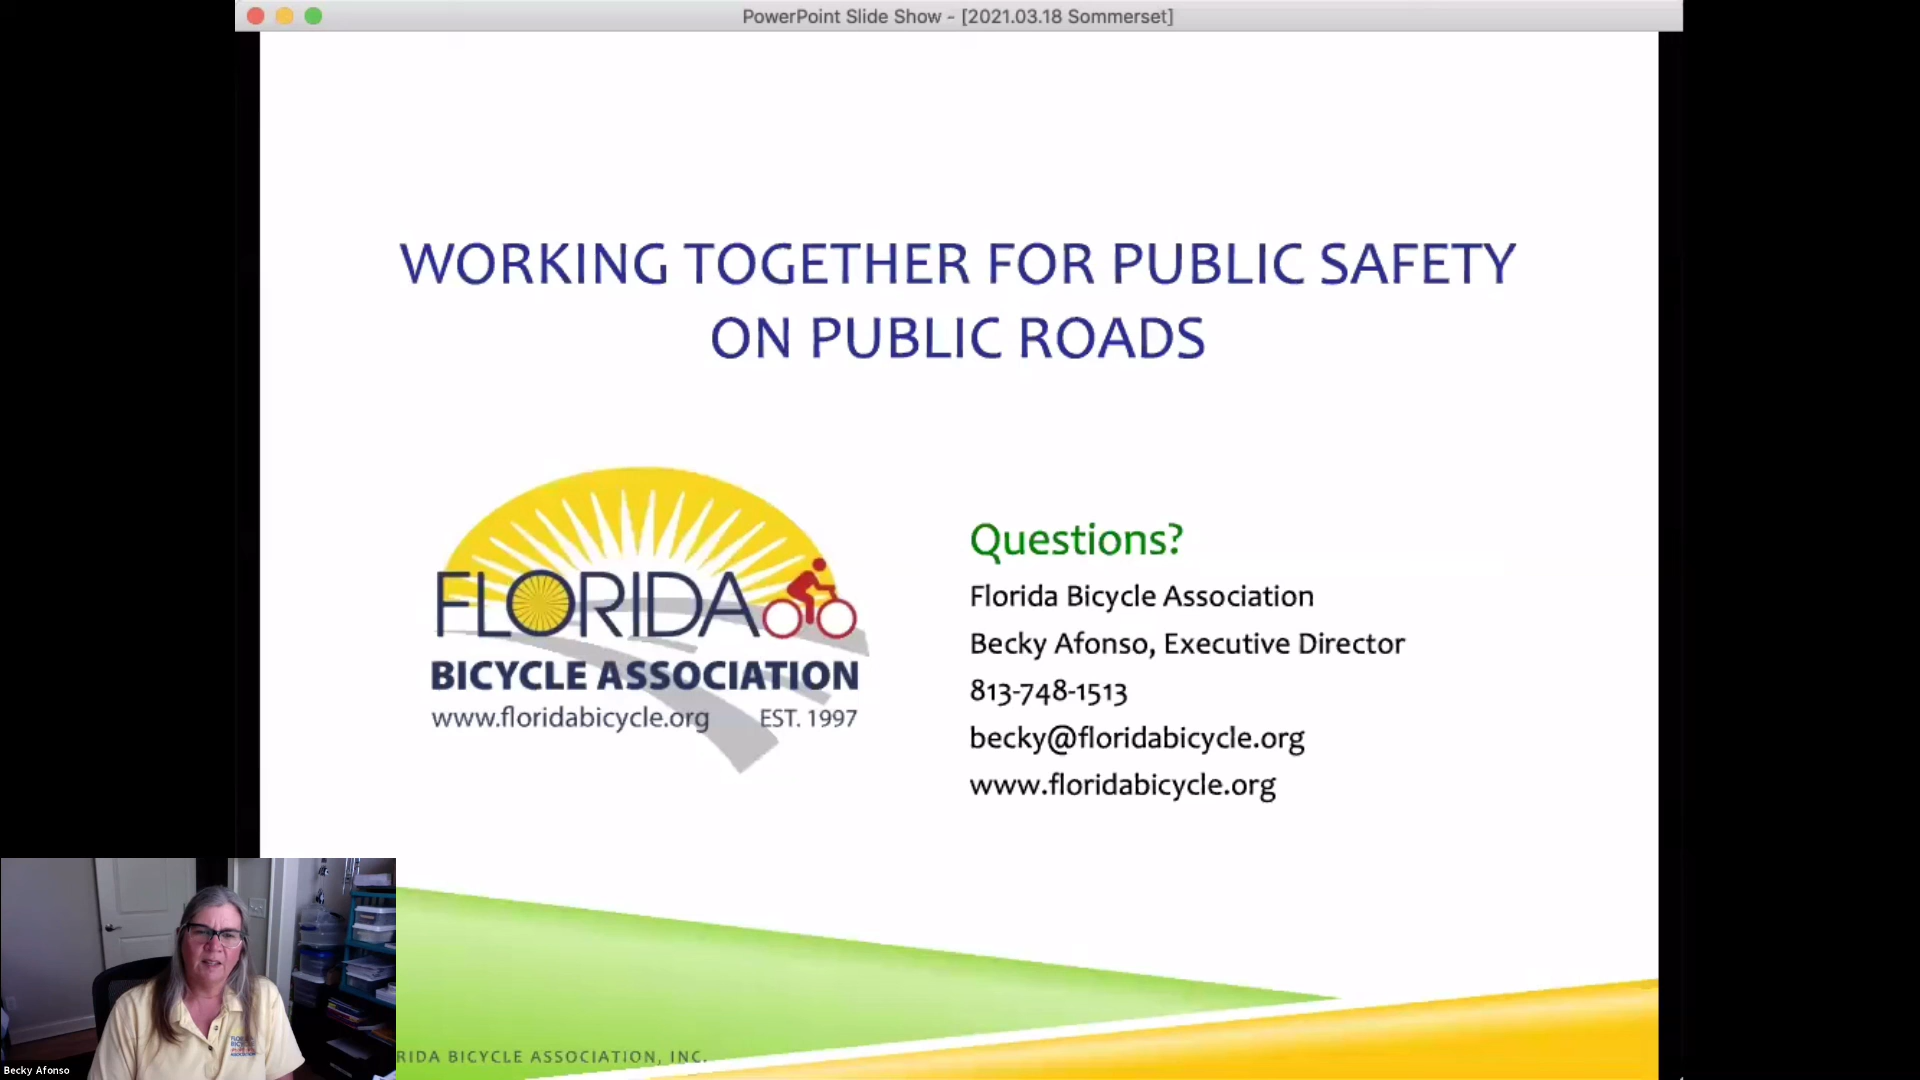 PowerPoint Slide Show - [2021.03.18 Sommerset]
WORKING TOGETHER FOR PUBLIC SAFETY
ON PUBLIC ROADS
FLORIDA
BICYCLE ASSOCIATION
www.floridabicycle.org EST. 1997
Questions?
Florida Bicycle Association
Becky Afonso, Executive Director
813-748-1513
becky@floridabicycle.org
www.floridabicycle.org
RIDA BICYCLE ASSOCIATION, INC.
Becky Afonso